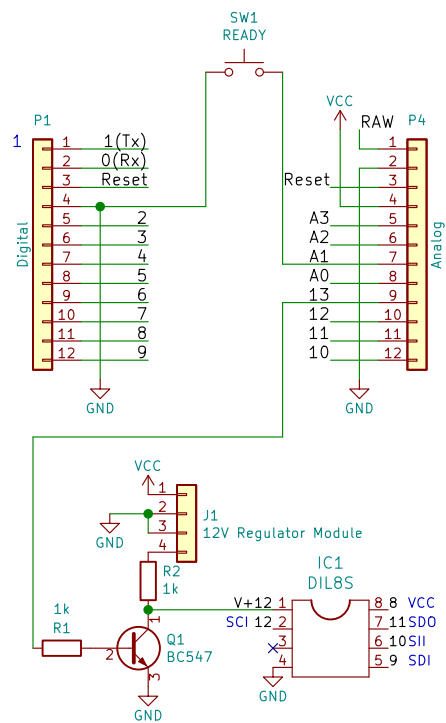 SW1
READY
P1
P4
VCC
RAW
1
1 1(Tx)
2 0(Rx)
3 Reset
4
5 2
6 3
7 4
8 5
9 6
10 7
11 8
12 9
Digital
GND
1
2
Reset 3
4
A3 5
A2 6
A1 7
A0 8
13 9
12 10
11 11
10 12
Analog
GND
VCC
1
2
3
4
J1
12V Regulator Module
GND
R2
1k
1k
R1
1
2
3
Q1
BC547
GND
IC1
DIL8S
V+12 1
SCI 12 2
3
4
8 8 VCC
7 11 SDO
6 10 SII
5 9 SDI
GND